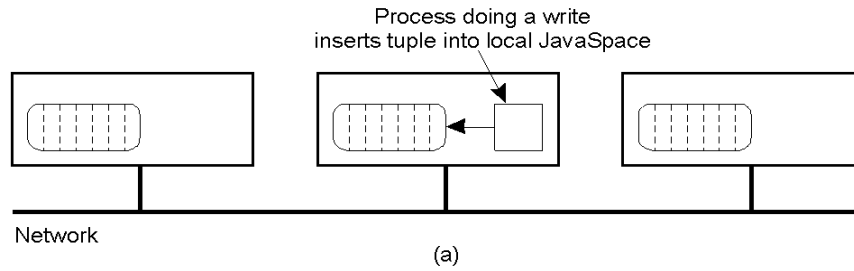 Process doing a write
inserts tuple into local JavaSpace
Network
(a)